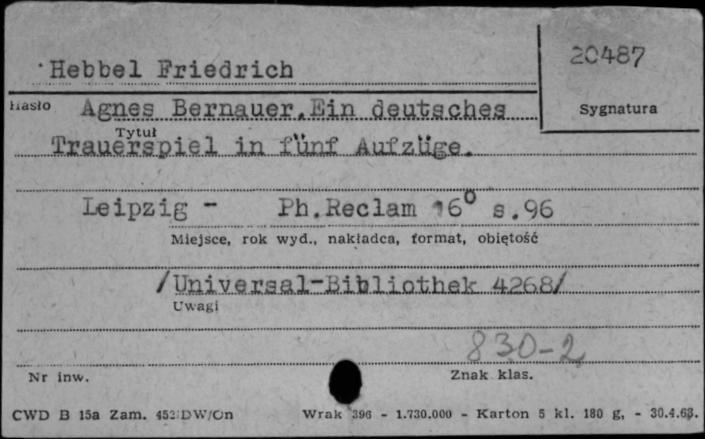 Hebbel Friedrich
20487
Hasło
Agnes Bernauer.Ein deutsches
Sygnatura
Tytuł
Trauerspiel in fünf Aufzüge.
Leipzig - Ph.Reclam 16° s.96
Miejsce, rok wyd., nakładca, format, objętość
/Universal-Bibliothek 4268/
Uwagi
830-2
Nr inw.
Znak klas.
CWD B 15a Zam. 452/DW/Gn Wrak 396 - 1.730.000 - Karton 5 kl. 180 g, - 30.4.63.